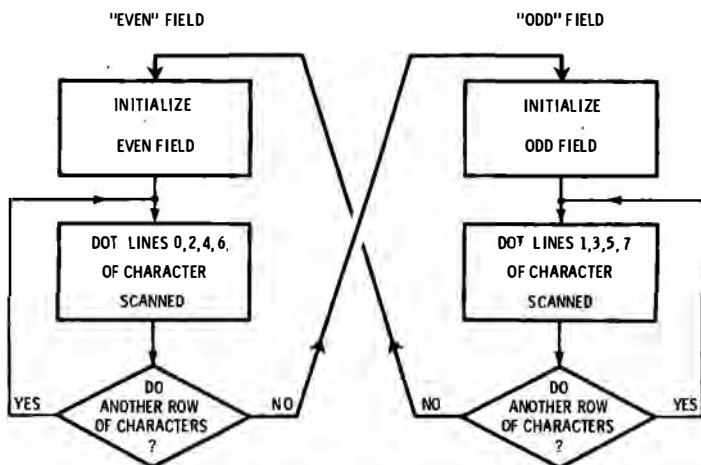 "EVEN" FIELD
INITIALIZE
EVEN FIELD
DOT LINES 0,2,4,6,
OF CHARACTER
SCANNED
DO
ANOTHER ROW
OF CHARACTERS
?
YES
NO
"ODD" FIELD
INITIALIZE
ODD FIELD
DOT LINES 1,3,5,7
OF CHARACTER
SCANNED
DO
ANOTHER ROW
OF CHARACTERS
?
NO
YES